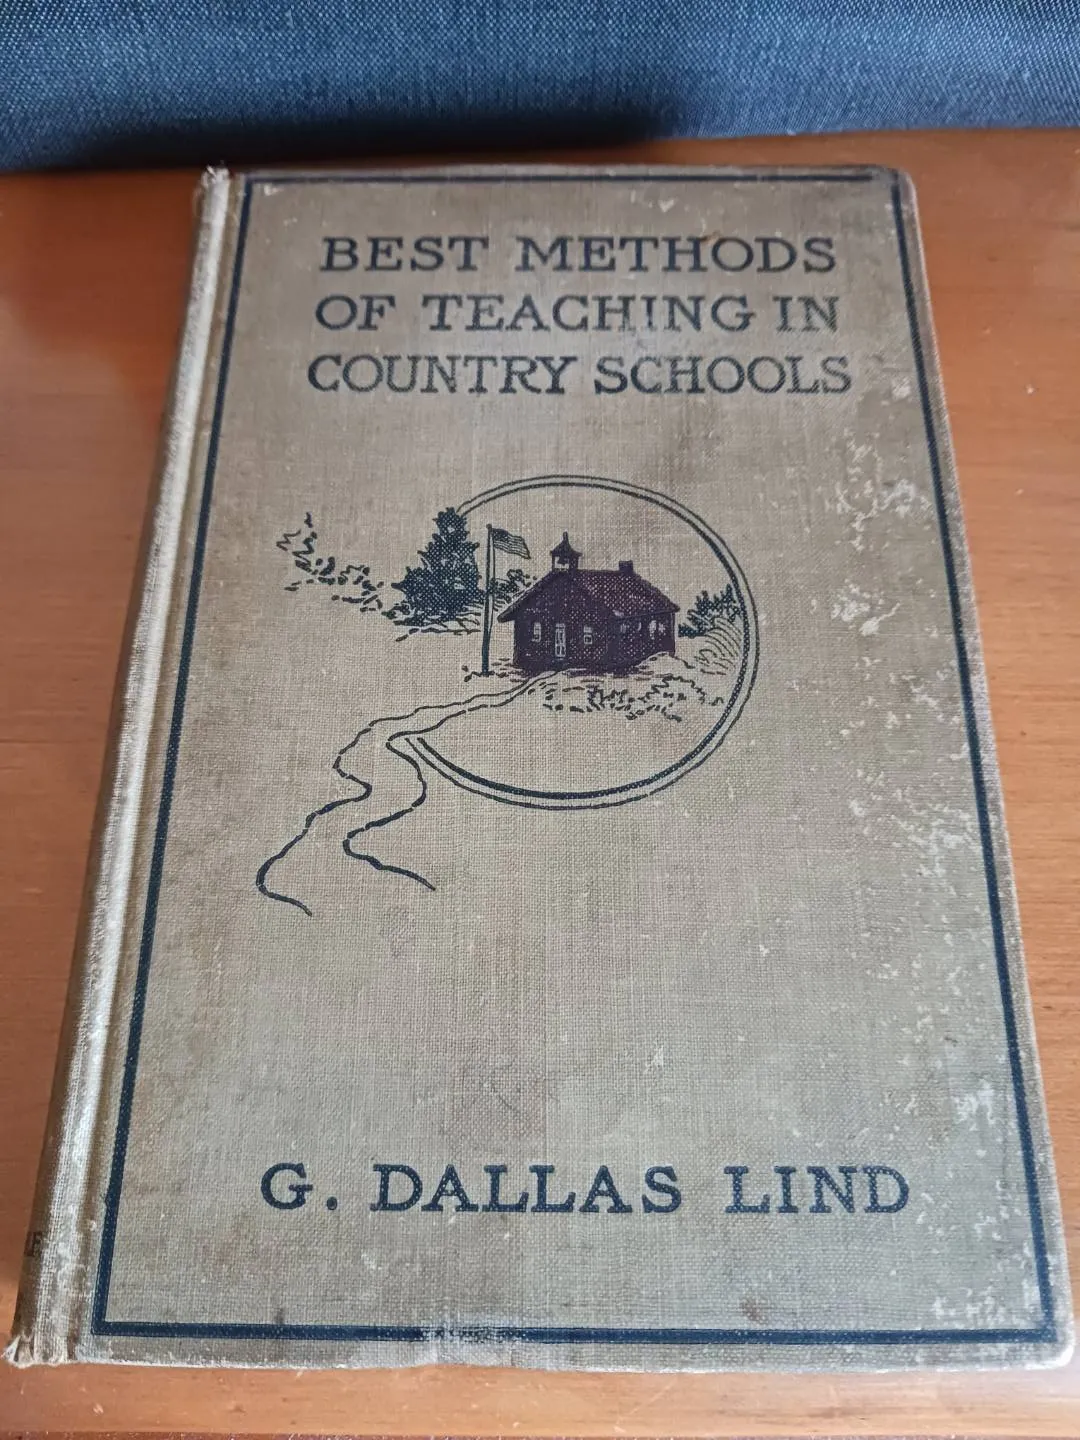 BEST METHODS
OF TEACHING IN
COUNTRY SCHOOLS
G. DALLAS LIND